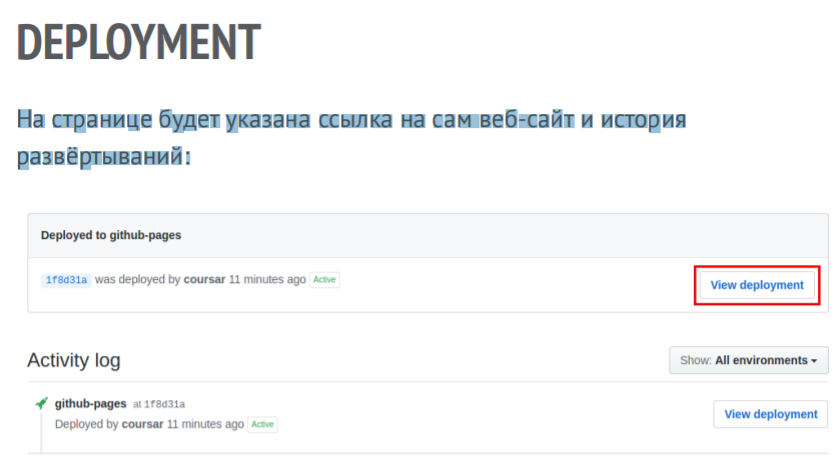 DEPLOYMENT
На странице будет указана ссылка на сам веб-сайт и история
развёртываний:
Deployed to github-pages
1f8d31a was deployed by coursar 11 minutes ago Active
View deployment
Activity log
Show: All environments
github-pages at 1f8d31a
Deployed by coursar 11 minutes ago Active
View deployment